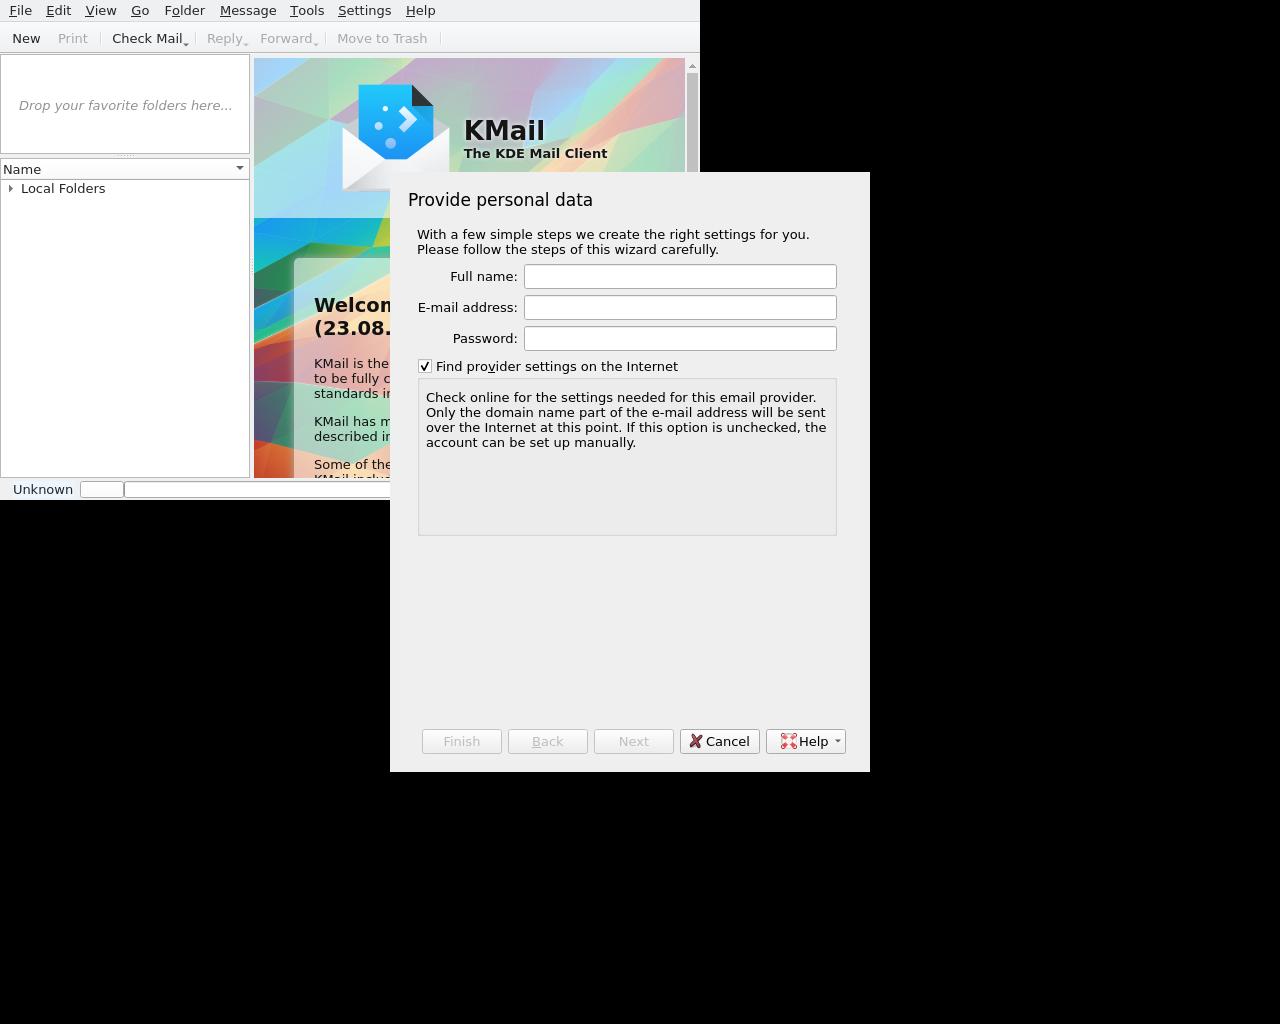 File Edit View Go Folder Message Tools Settings Help
New Print Check Mail Reply Forward Move to Trash
Drop your favorite folders here...
Name
Local Folders
KMail
The KDE Mail Client
Welcom
(23.08.
KMail is the
to be fully c
standards in
KMail has m
described in
Some of the
Unknown
Provide personal data
With a few simple steps we create the right settings for you.
Please follow the steps of this wizard carefully.
Full name:
E-mail address:
Password:
Find provider settings on the Internet
Check online for the settings needed for this email provider.
Only the domain name part of the e-mail address will be sent
over the Internet at this point. If this option is unchecked, the
account can be set up manually.
Finish Back Next Cancel Help